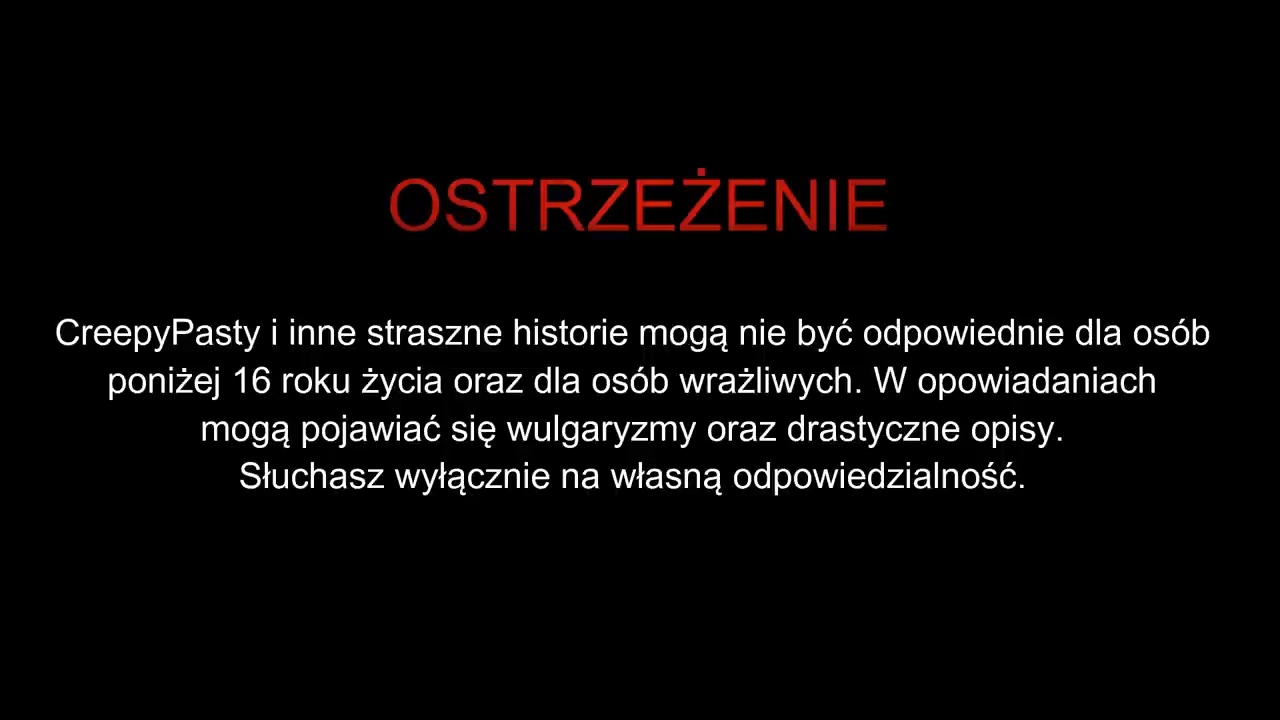 OSTRZEŻENIE
CreepyPasty i inne straszne historie mogą nie być odpowiednie dla osób
poniżej 16 roku życia oraz dla osób wrażliwych. W opowiadaniach
mogą pojawiać się wulgaryzmy oraz drastyczne opisy.
Słuchasz wyłącznie na własną odpowiedzialność.